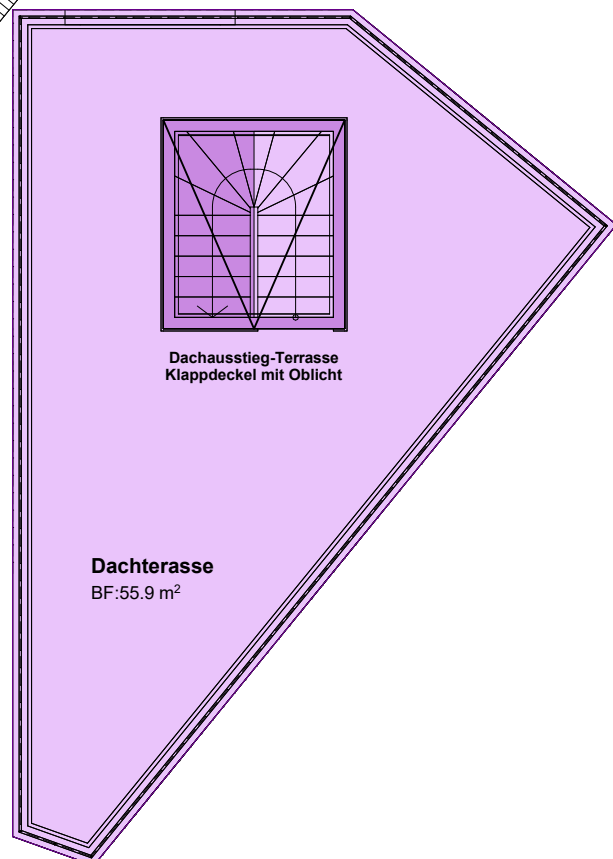 Dachausstieg-Terrasse
Klappdeckel mit Oblicht
Dachterasse
BF:55.9 m²